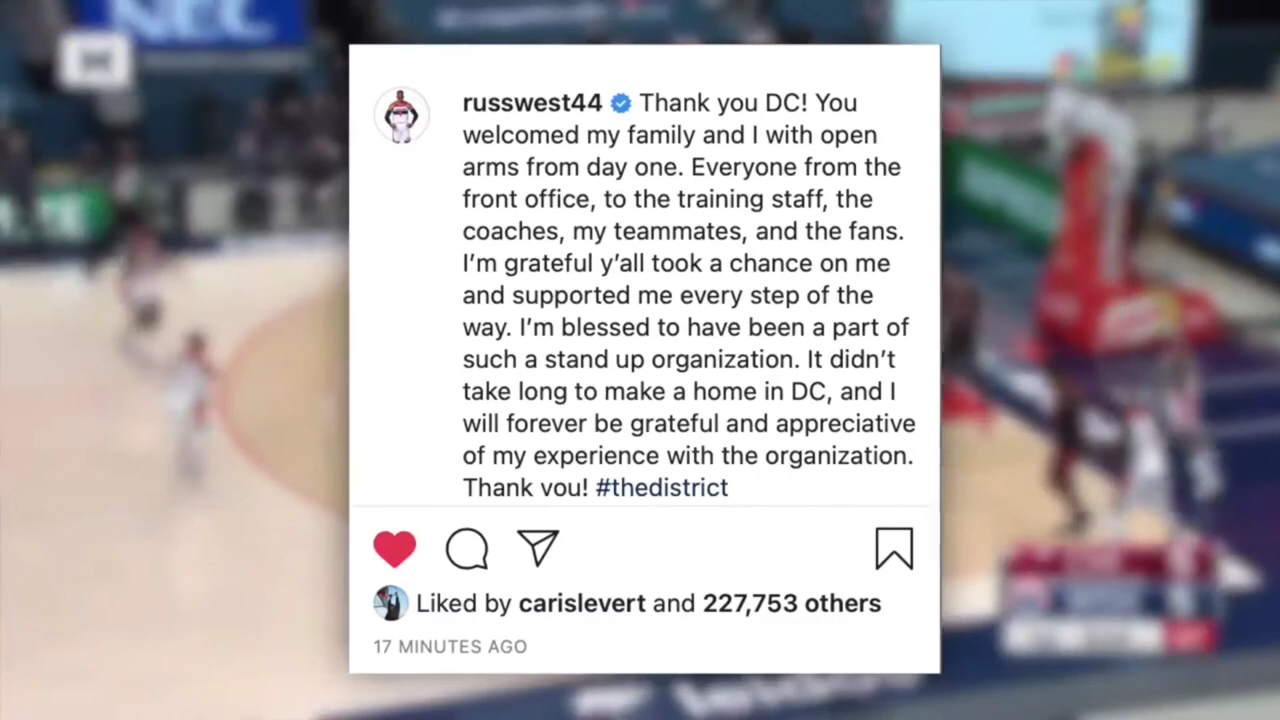 NEC
russwest44 Thank you DC! You
welcomed my family and I with open
arms from day one. Everyone from the
front office, to the training staff, the
coaches, my teammates, and the fans.
I'm grateful y'all took a chance on me
and supported me every step of the
way. I'm blessed to have been a part of
such a stand up organization. It didn't
take long to make a home in DC, and I
will forever be grateful and appreciative
of my experience with the organization.
Thank you! #thedistrict
Liked by carislevert and 227,753 others
17 MINUTES AGO